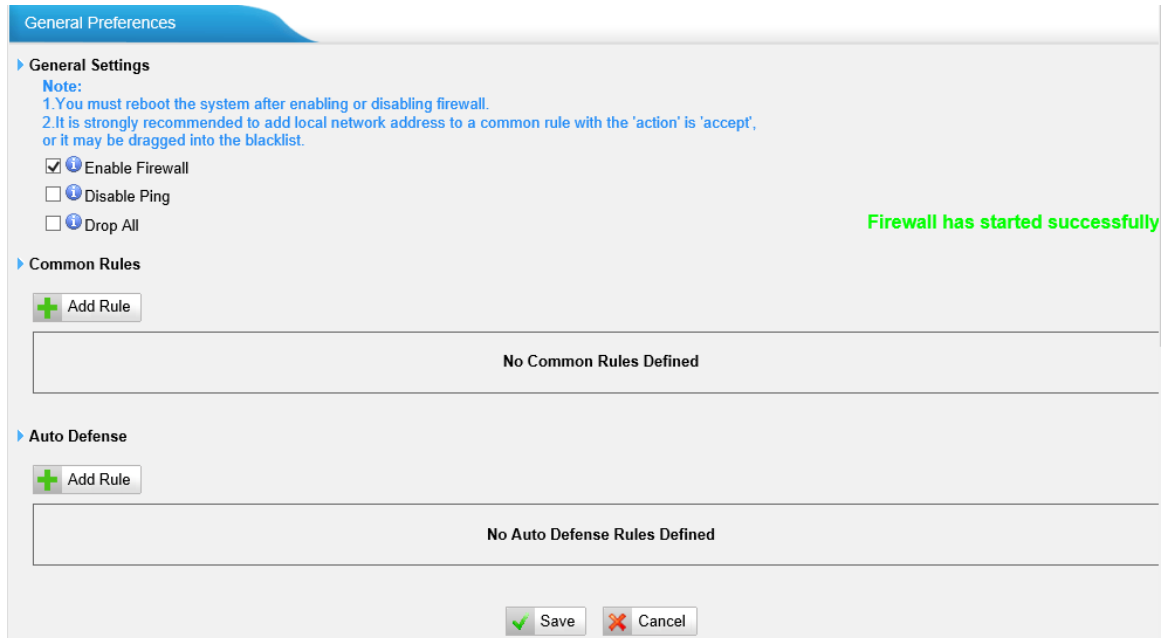 General Preferences
General Settings
Note:
1.You must reboot the system after enabling or disabling firewall.
2.It is strongly recommended to add local network address to a common rule with the 'action' is 'accept',
or it may be dragged into the blacklist.
Enable Firewall
Disable Ping
Drop All
Firewall has started successfully
Common Rules
Add Rule
No Common Rules Defined
Auto Defense
Add Rule
No Auto Defense Rules Defined
Save
Cancel